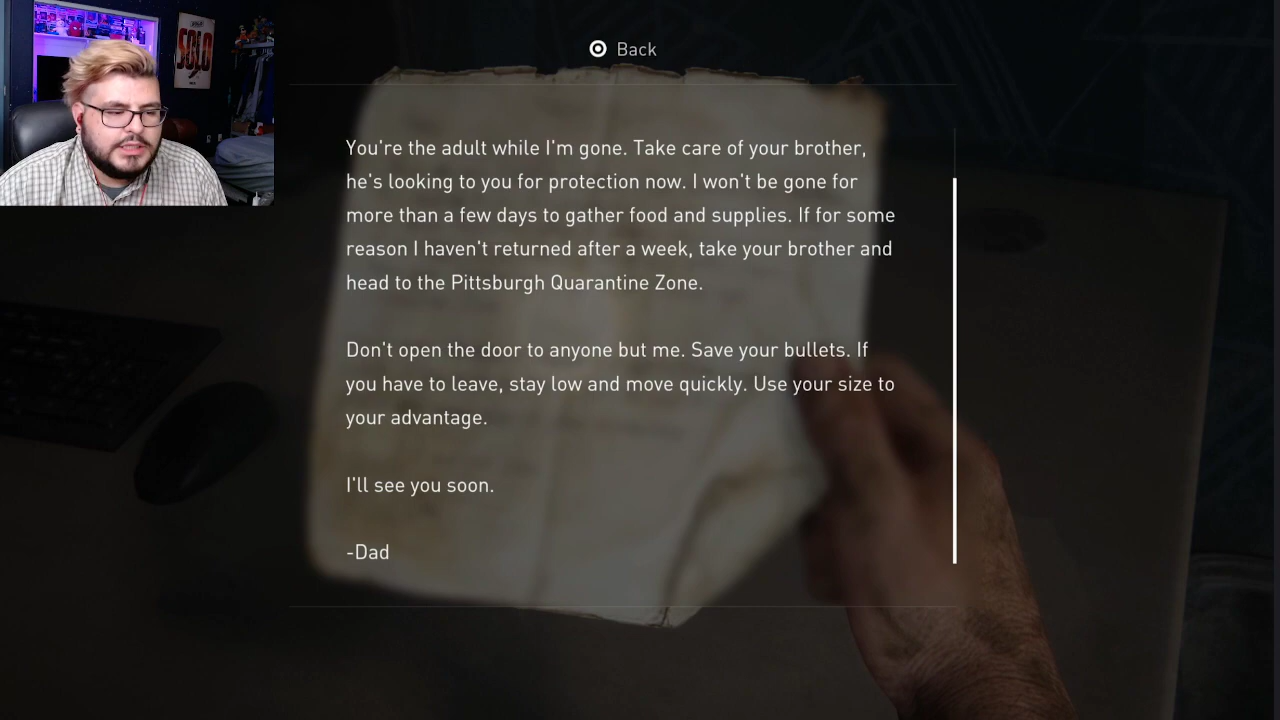 SOLO
Back
You're the adult while I'm gone. Take care of your brother,
he's looking to you for protection now. I won't be gone for
more than a few days to gather food and supplies. If for some
reason I haven't returned after a week, take your brother and
head to the Pittsburgh Quarantine Zone.
Don't open the door to anyone but me. Save your bullets. If
you have to leave, stay low and move quickly. Use your size to
your advantage.
I'll see you soon.
-Dad